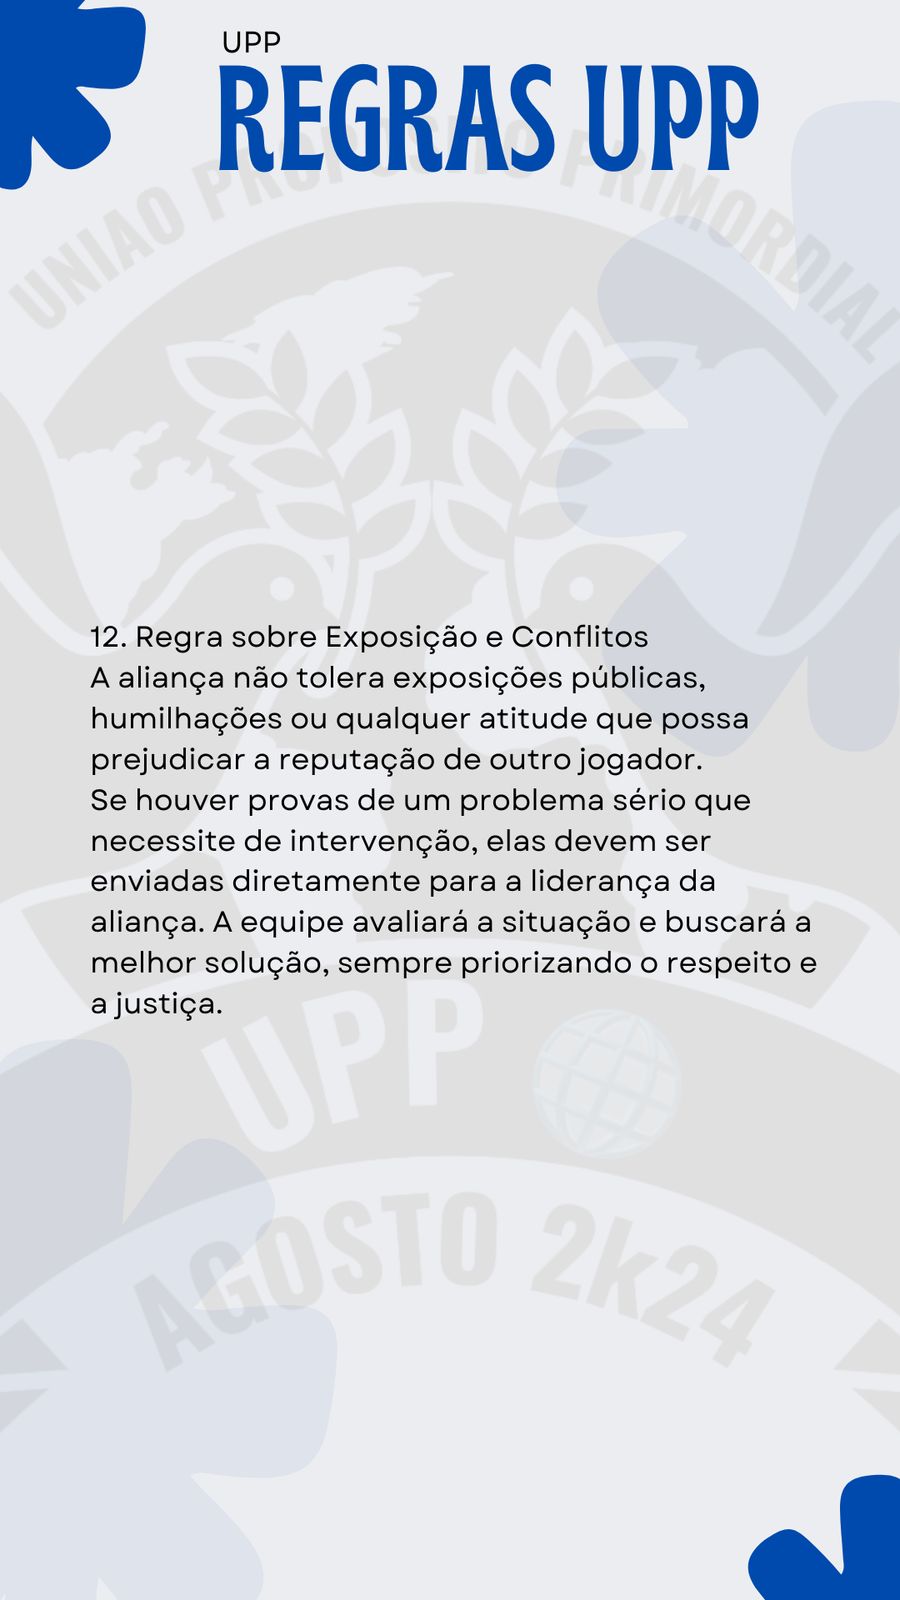 UPP
REGRAS UPP
UNIAO PROPOSITO PRIMORDIAL
12. Regra sobre Exposição e Conflitos
A aliança não tolera exposições públicas,
humilhações ou qualquer atitude que possa
prejudicar a reputação de outro jogador.
Se houver provas de um problema sério que
necessite de intervenção, elas devem ser
enviadas diretamente para a liderança da
aliança. A equipe avaliará a situação e buscará a
melhor solução, sempre priorizando o respeito e
a justiça.
UPP
AGOSTO 2k24